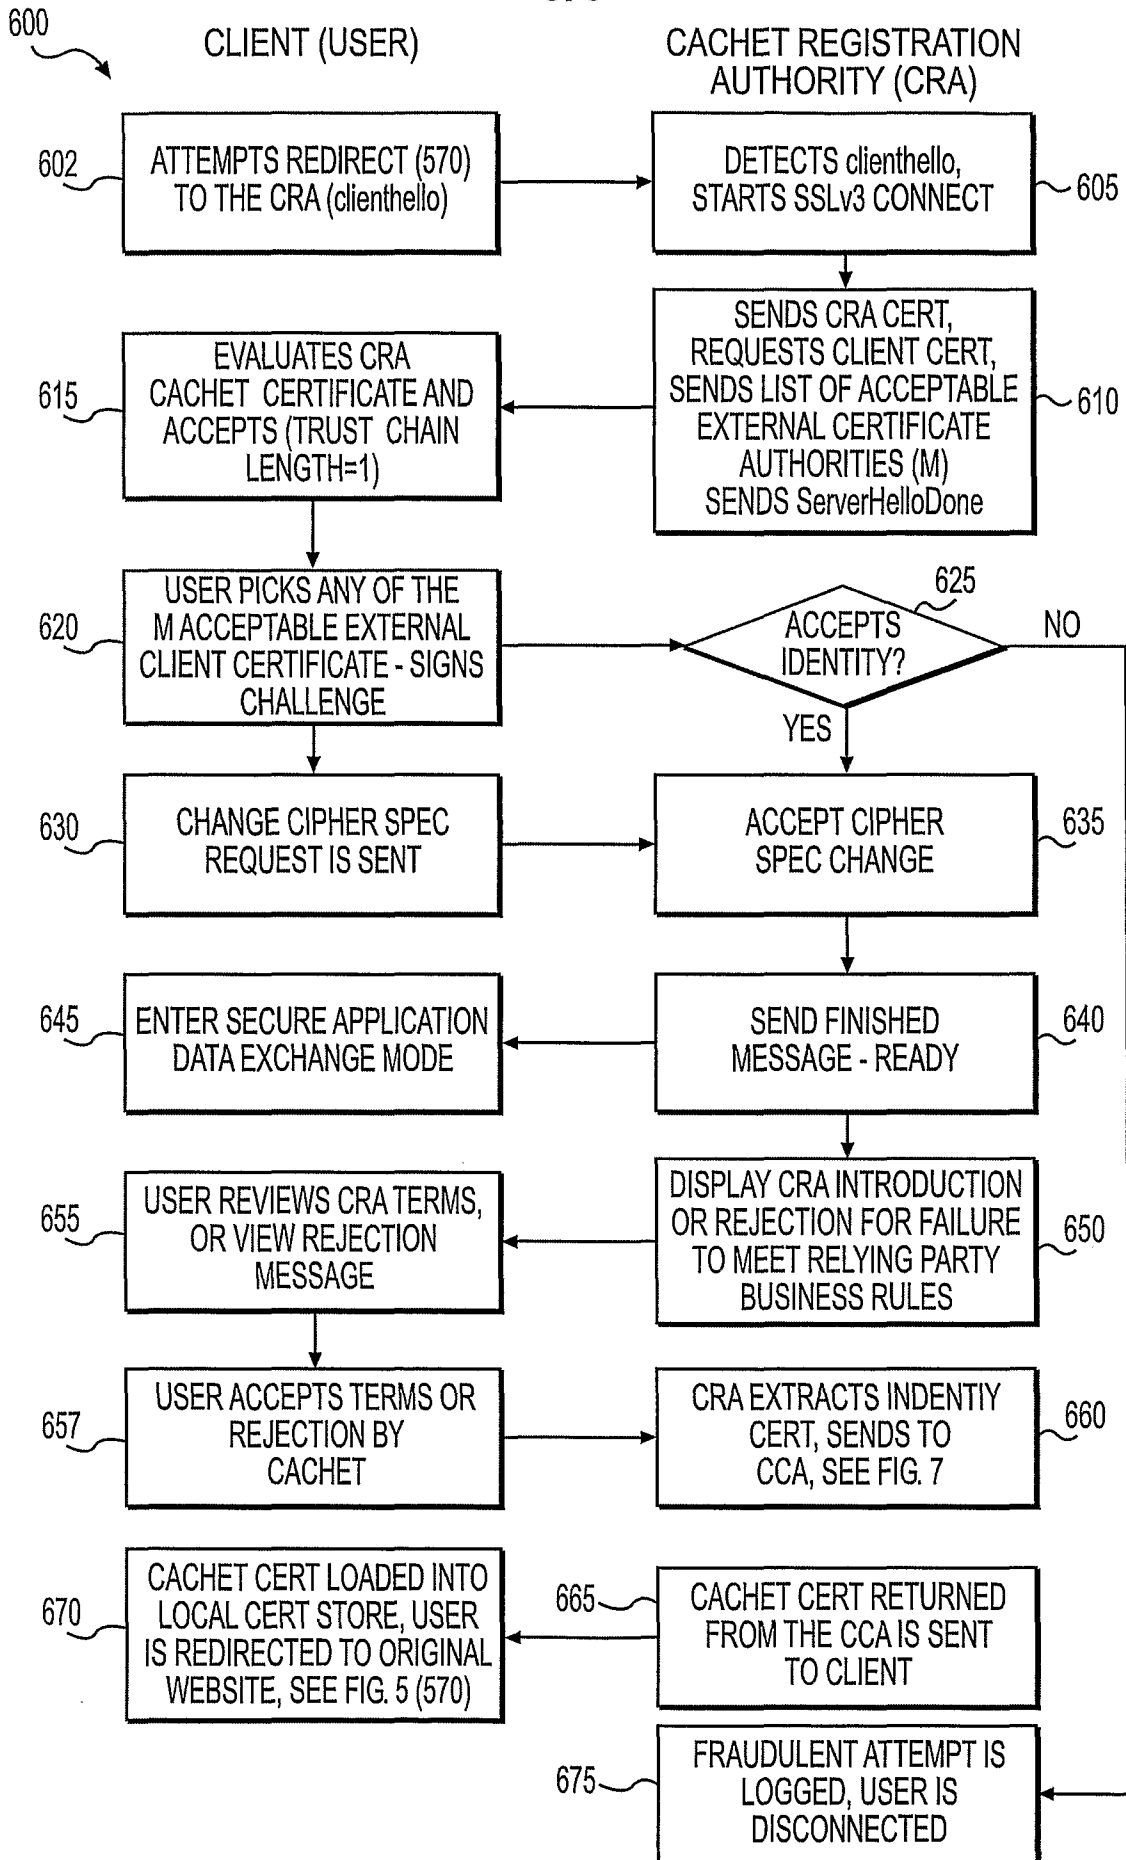 600
CLIENT (USER)
CACHET REGISTRATION
AUTHORITY (CRA)
602
ATTEMPTS REDIRECT (570)
TO THE CRA (clienthello)
DETECTS clienthello,
STARTS SSLv3 CONNECT
605
SENDS CRA CERT,
REQUESTS CLIENT CERT,
SENDS LIST OF ACCEPTABLE
EXTERNAL CERTIFICATE
AUTHORITIES (M)
SENDS ServerHelloDone
610
615
EVALUATES CRA
CACHET CERTIFICATE AND
ACCEPTS (TRUST CHAIN
LENGTH=1)
620
USER PICKS ANY OF THE
M ACCEPTABLE EXTERNAL
CLIENT CERTIFICATE - SIGNS
CHALLENGE
625
ACCEPTS
IDENTITY?
NO
YES
630
CHANGE CIPHER SPEC
REQUEST IS SENT
ACCEPT CIPHER
SPEC CHANGE
635
645
ENTER SECURE APPLICATION
DATA EXCHANGE MODE
SEND FINISHED
MESSAGE - READY
640
655
USER REVIEWS CRA TERMS,
OR VIEW REJECTION
MESSAGE
DISPLAY CRA INTRODUCTION
OR REJECTION FOR FAILURE
TO MEET RELYING PARTY
BUSINESS RULES
650
657
USER ACCEPTS TERMS OR
REJECTION BY
CACHET
CRA EXTRACTS INDENTIY
CERT, SENDS TO
CCA, SEE FIG. 7
660
670
CACHET CERT LOADED INTO
LOCAL CERT STORE, USER
IS REDIRECTED TO ORIGINAL
WEBSITE, SEE FIG. 5 (570)
665
CACHET CERT RETURNED
FROM THE CCA IS SENT
TO CLIENT
675
FRAUDULENT ATTEMPT IS
LOGGED, USER IS
DISCONNECTED